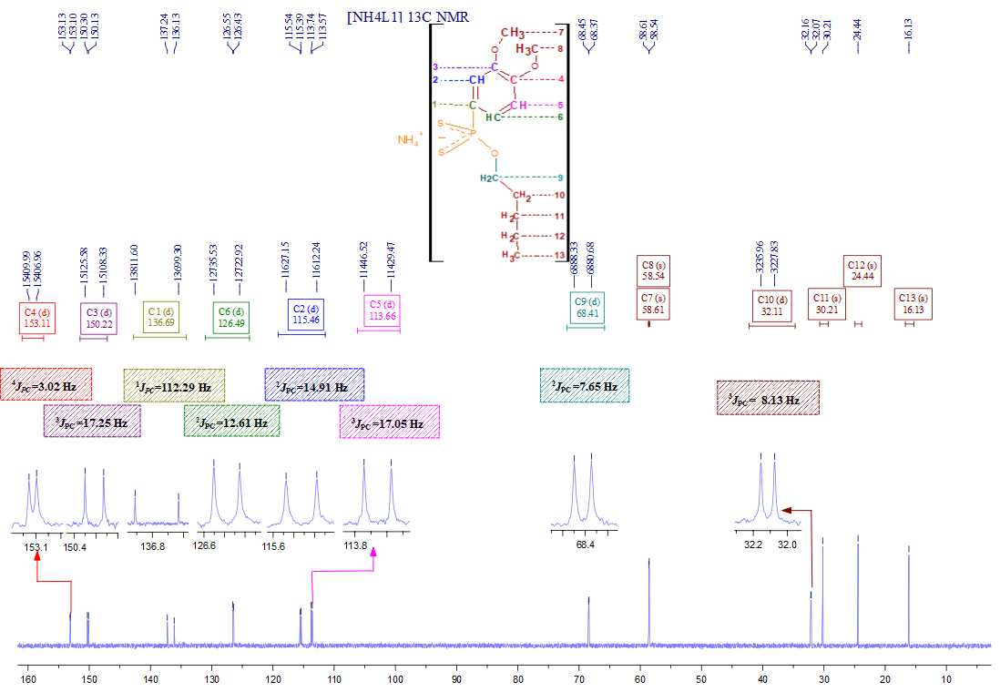 [NH4L1] 13C NMR
153.13
153.10
150.30
150.13
137.24
136.13
126.55
126.43
115.54
115.39
113.74
113.57
68.45
68.37
58.61
58.54
32.16
32.07
30.21
24.44
16.13
CH3 7
H3C 8
O
O
3 C
2 CH
C 4
1 C
CH 5
HC 6
S
P
S
–
NH4+
O
H2C 9
CH2 10
H2C 11
H2C 12
H3C 13
15409.99
15406.96
15125.58
15108.33
13811.60
13699.30
12735.53
12722.92
11627.15
11612.24
11446.52
11429.47
6888.33
6880.68
3235.96
3227.83
C4 (d)
153.11
C3 (d)
150.22
C1 (d)
136.69
C6 (d)
126.49
C2 (d)
115.46
C5 (d)
113.66
C9 (d)
68.41
C8 (s)
58.54
C7 (s)
58.61
C10 (d)
32.11
C11 (s)
30.21
C12 (s)
24.44
C13 (s)
16.13
4JPC=3.02 Hz
1JPC=112.29 Hz
2JPC=14.91 Hz
2JPC=7.65 Hz
3JPC= 8.13 Hz
3JPC=17.25 Hz
2JPC=12.61 Hz
3JPC=17.05 Hz
153.1 150.4 136.8 126.6 115.6 113.8 68.4 32.2 32.0
160 150 140 130 120 110 100 90 80 70 60 50 40 30 20 10